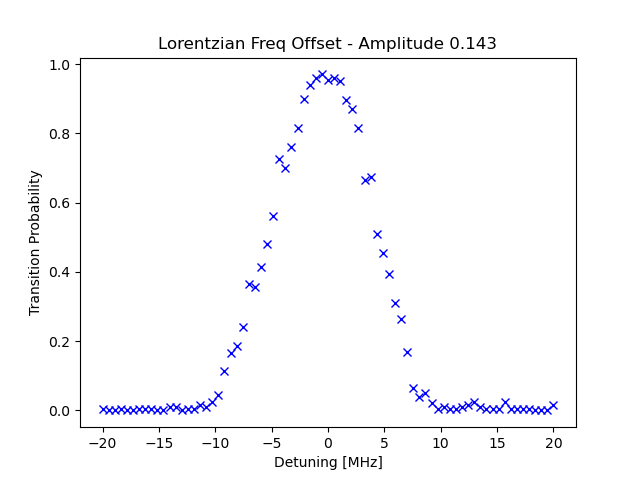 Lorentzian Freq Offset - Amplitude 0.143
Transition Probability
1.0
0.8
0.6
0.4
0.2
0.0
−20 −15 −10 −5 0 5 10 15 20
Detuning [MHz]